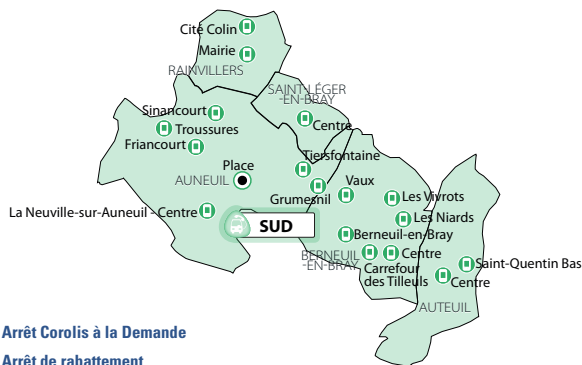 Cité Colin
Mairie
RAINVILLERS
SAINT-LÉGER
-EN-BRAY
Centre
Sinancourt
Troussures
Friancourt
Place
AUNEUIL
Tiersfontaine
Grumesnil
Vaux
Les Vivrots
Les Niards
La Neuville-sur-Auneuil - Centre
SUD
Berneuil-en-Bray
BERNEUIL
-EN-BRAY
Centre
Carrefour
des Tilleuls
Saint-Quentin Bas
Centre
AUTEUIL
Arrêt Corolis à la Demande
Arrêt de rabattement